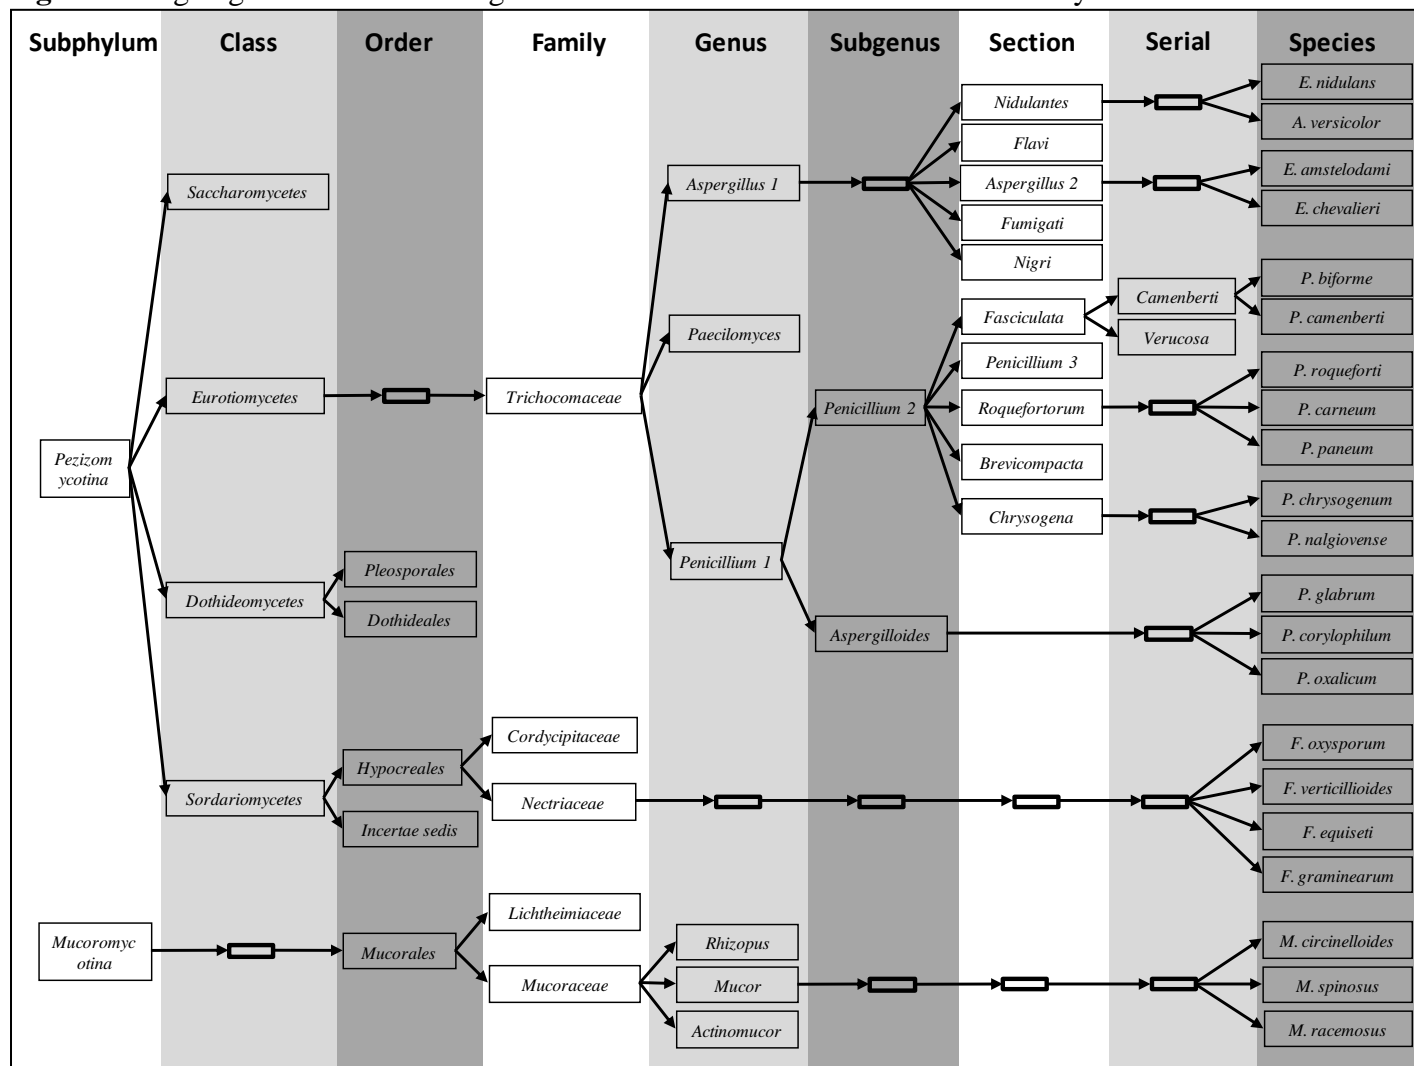 Subphylum
Class
Order
Family
Genus
Subgenus
Section
Serial
Species
Saccharomycetes
Eurotiomycetes
Pezizom
ycotina
Dothideomycetes
Sordariomycetes
Mucoromyc
otina
Pleosporales
Dothideales
Hypocreales
Incertae sedis
Mucorales
Trichocomaceae
Cordycipitaceae
Nectriaceae
Lichtheimiaceae
Mucoraceae
Aspergillus 1
Paecilomyces
Penicillium 1
Rhizopus
Mucor
Actinomucor
Penicillium 2
Aspergilloides
Nidulantes
Flavi
Aspergillus 2
Fumigati
Nigri
Fasciculata
Penicillium 3
Roquefortorum
Brevicompacta
Chrysogena
Camenberti
Verucosa
E. nidulans
A. versicolor
E. amstelodami
E. chevalieri
P. biforme
P. camenberti
P. roqueforti
P. carneum
P. paneum
P. chrysogenum
P. nalgiovense
P. glabrum
P. corylophilum
P. oxalicum
F. oxysporum
F. verticillioides
F. equiseti
F. graminearum
M. circinelloides
M. spinosus
M. racemosus